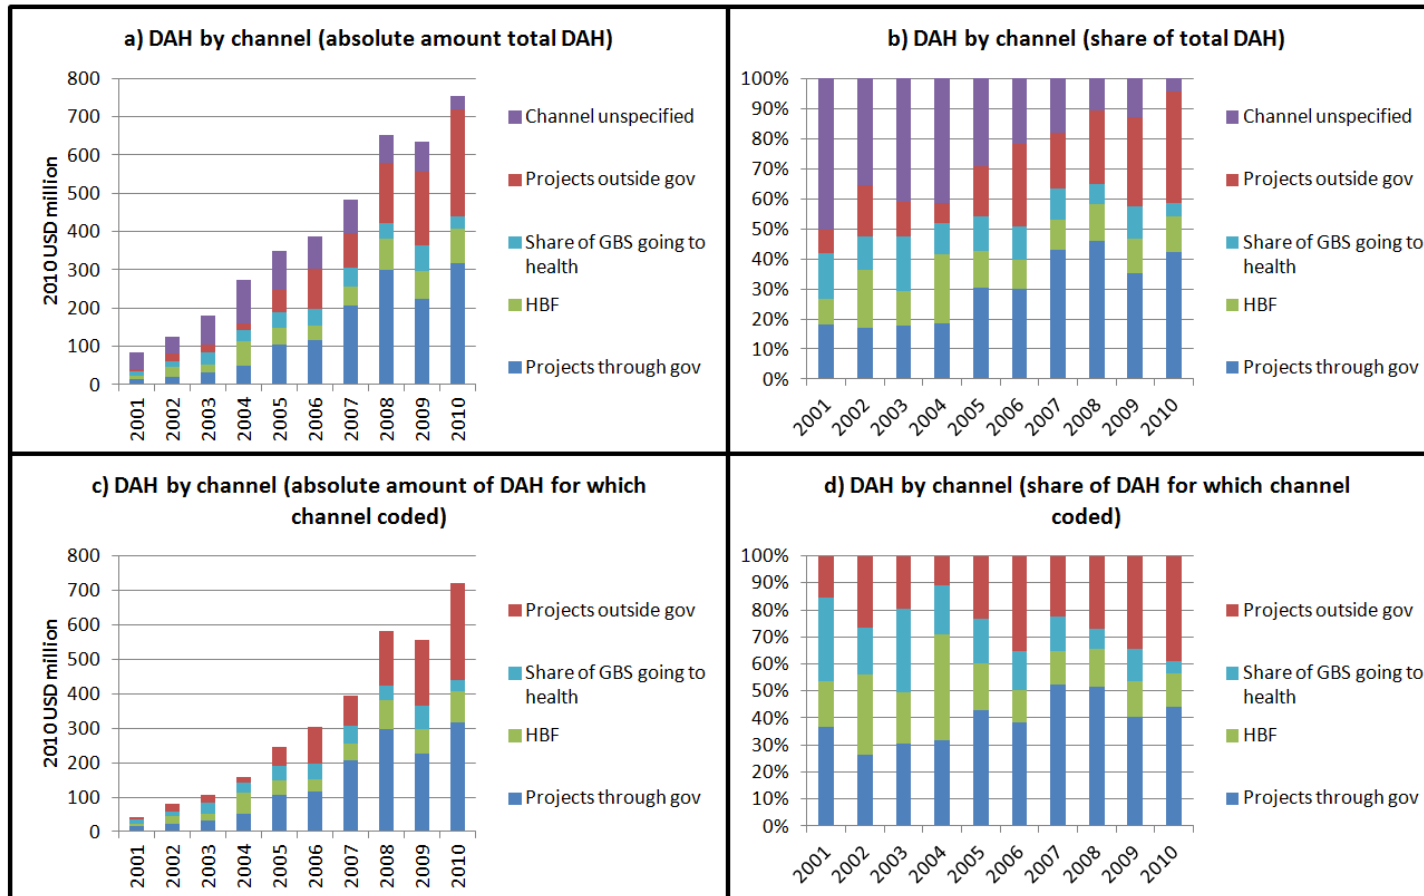 a) DAH by channel (absolute amount total DAH)
800
700
600
500
400
300
200
100
0
2010 USD million
2001
2002
2003
2004
2005
2006
2007
2008
2009
2010
Channel unspecified
Projects outside gov
Share of GBS going to
health
HBF
Projects through gov
b) DAH by channel (share of total DAH)
100%
90%
80%
70%
60%
50%
40%
30%
20%
10%
0%
2001
2002
2003
2004
2005
2006
2007
2008
2009
2010
Channel unspecified
Projects outside gov
Share of GBS going to
health
HBF
Projects through gov
c) DAH by channel (absolute amount of DAH for which
channel coded)
800
700
600
500
400
300
200
100
0
2010 USD million
2001
2002
2003
2004
2005
2006
2007
2008
2009
2010
Projects outside gov
Share of GBS going to
health
HBF
Projects through gov
d) DAH by channel (share of DAH for which channel
coded)
100%
90%
80%
70%
60%
50%
40%
30%
20%
10%
0%
2001
2002
2003
2004
2005
2006
2007
2008
2009
2010
Projects outside gov
Share of GBS going to
health
HBF
Projects through gov